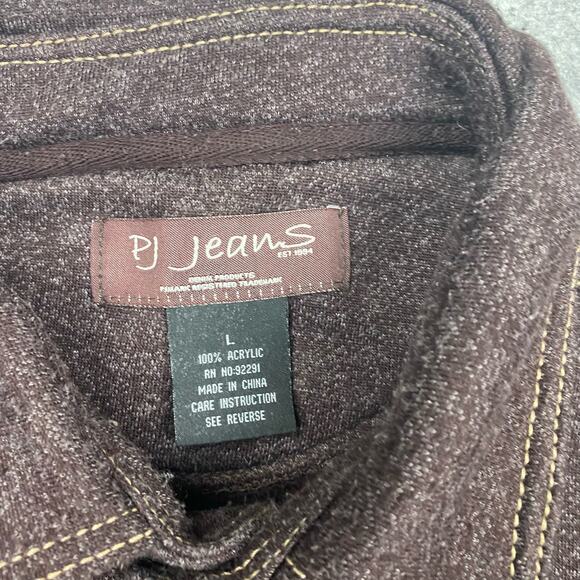 PJ Jeans
EST 1994
DENIM PRODUCTS
PJMARK REGISTERED TRADEMARK
L
100% ACRYLIC
RN NO:92291
MADE IN CHINA
CARE INSTRUCTION
SEE REVERSE